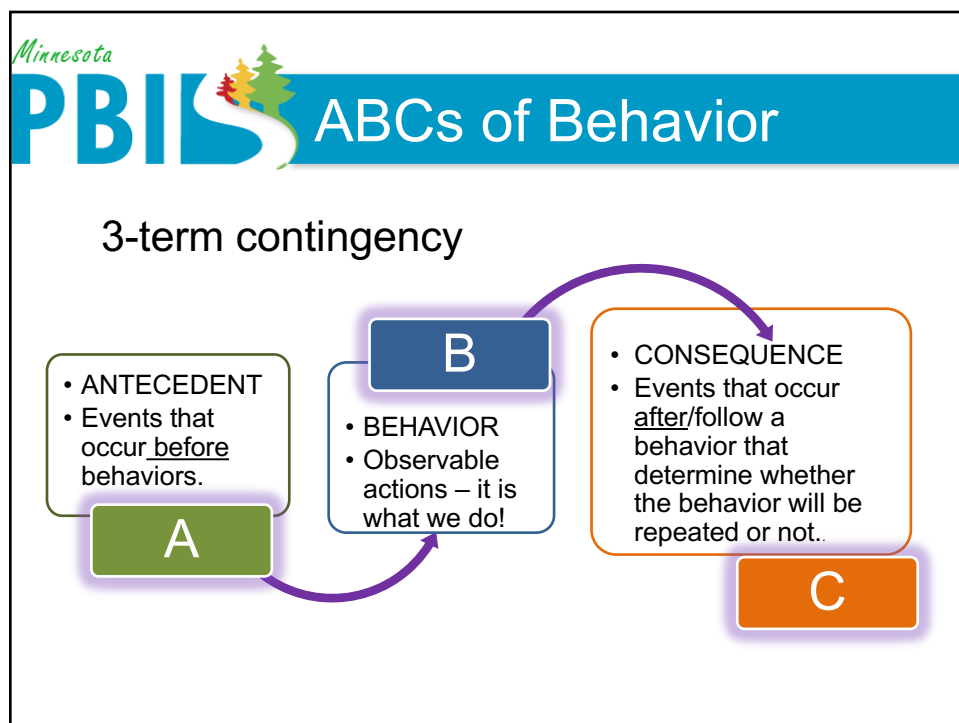 Minnesota
PBIS
ABCs of Behavior
3-term contingency
• ANTECEDENT
• Events that
occur before
behaviors.
A
B
• BEHAVIOR
• Observable
actions – it is
what we do!
• CONSEQUENCE
• Events that occur
after/follow a
behavior that
determine whether
the behavior will be
repeated or not..
C